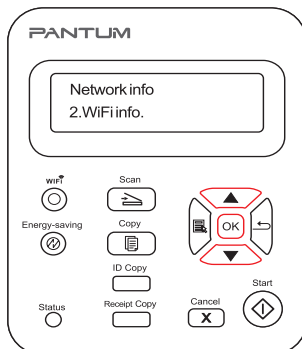 PANTUM
Network info
2.WiFi info.
WiFi
Scan
Energy-saving
Copy
OK
ID Copy
Start
Status
Receipt Copy
Cancel
X